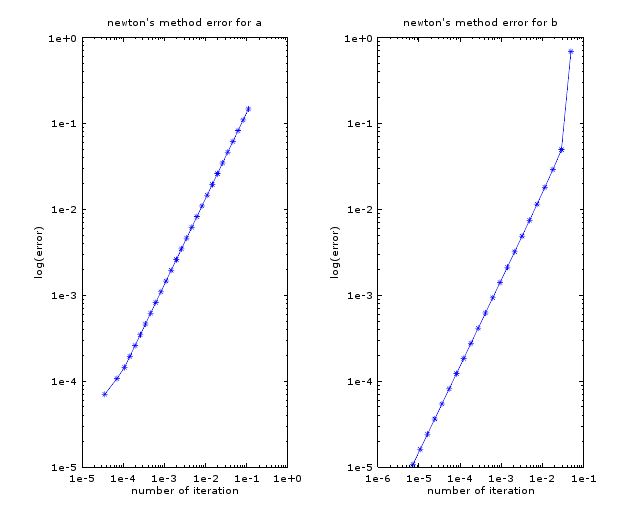 newton's method error for a
1e+0
1e-1
1e-2
1e-3
1e-4
1e-5
log(error)
1e-5 1e-4 1e-3 1e-2 1e-1 1e+0
number of iteration
newton's method error for b
1e+0
1e-1
1e-2
1e-3
1e-4
1e-5
log(error)
1e-6 1e-5 1e-4 1e-3 1e-2 1e-1
number of iteration